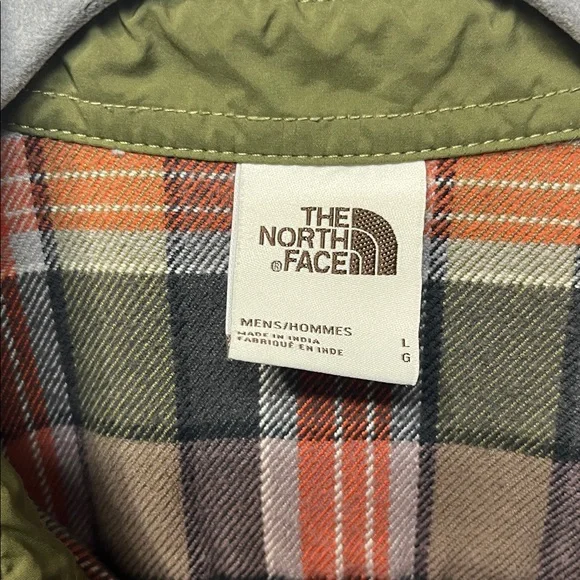 THE
NORTH
® FACE
MENS/HOMMES
MADE IN INDIA
FABRIQUÉ EN INDE
L
G